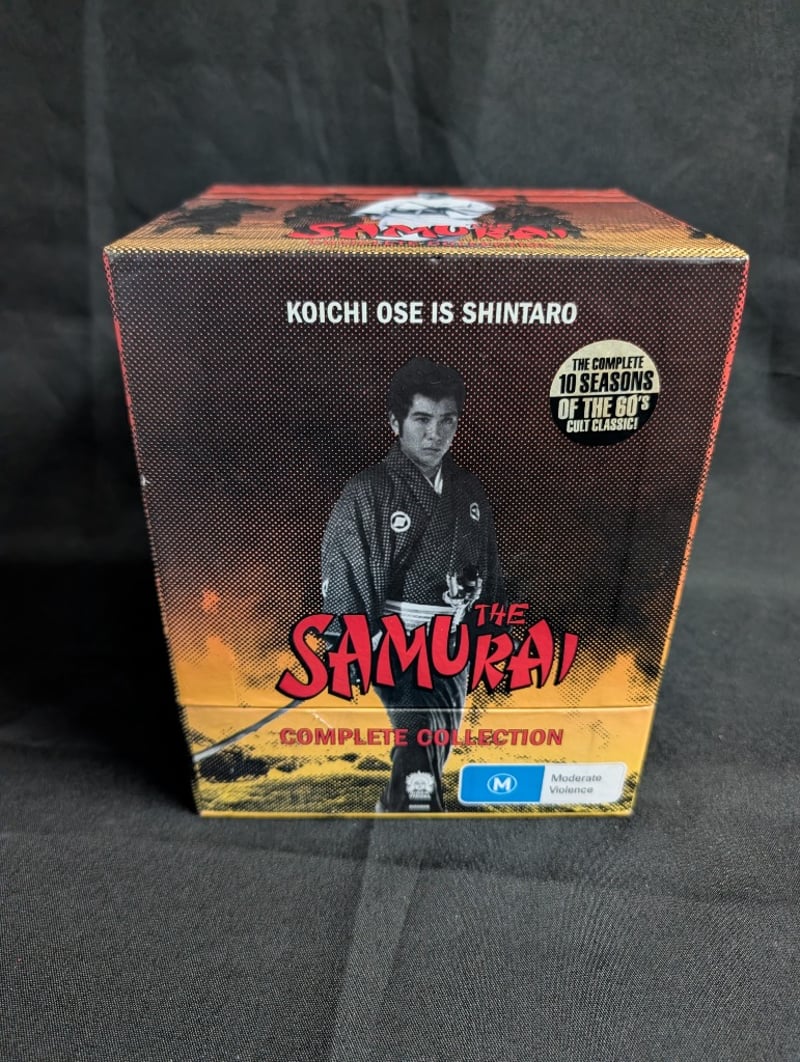 SAMURAI
KOICHI OSE IS SHINTARO
THE COMPLETE
10 SEASONS
OF THE 60's
CULT CLASSIC!
THE
SAMURAI
COMPLETE COLLECTION
M
Moderate
Violence